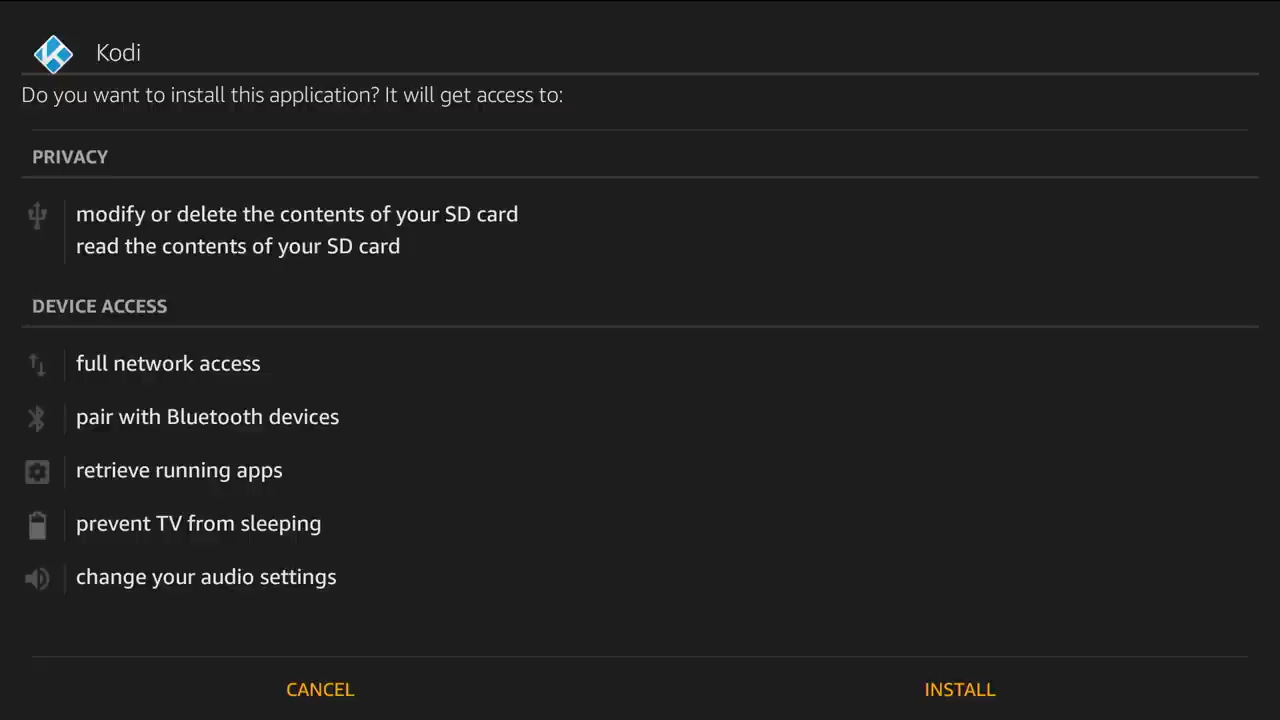 Kodi
Do you want to install this application? It will get access to:
PRIVACY
modify or delete the contents of your SD card
read the contents of your SD card
DEVICE ACCESS
full network access
pair with Bluetooth devices
retrieve running apps
prevent TV from sleeping
change your audio settings
CANCEL
INSTALL